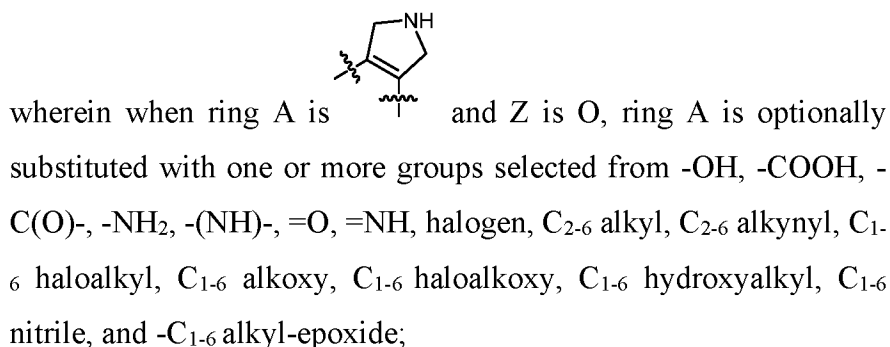 NH
wherein when ring A is and Z is O, ring A is optionally
substituted with one or more groups selected from -OH, -COOH, -
C(O)-, -NH₂, -(NH)-, =O, =NH, halogen, C₂₋₆ alkyl, C₂₋₆ alkynyl, C₁₋
₆ haloalkyl, C₁₋₆ alkoxy, C₁₋₆ haloalkoxy, C₁₋₆ hydroxyalkyl, C₁₋₆
nitrile, and -C₁₋₆ alkyl-epoxide;